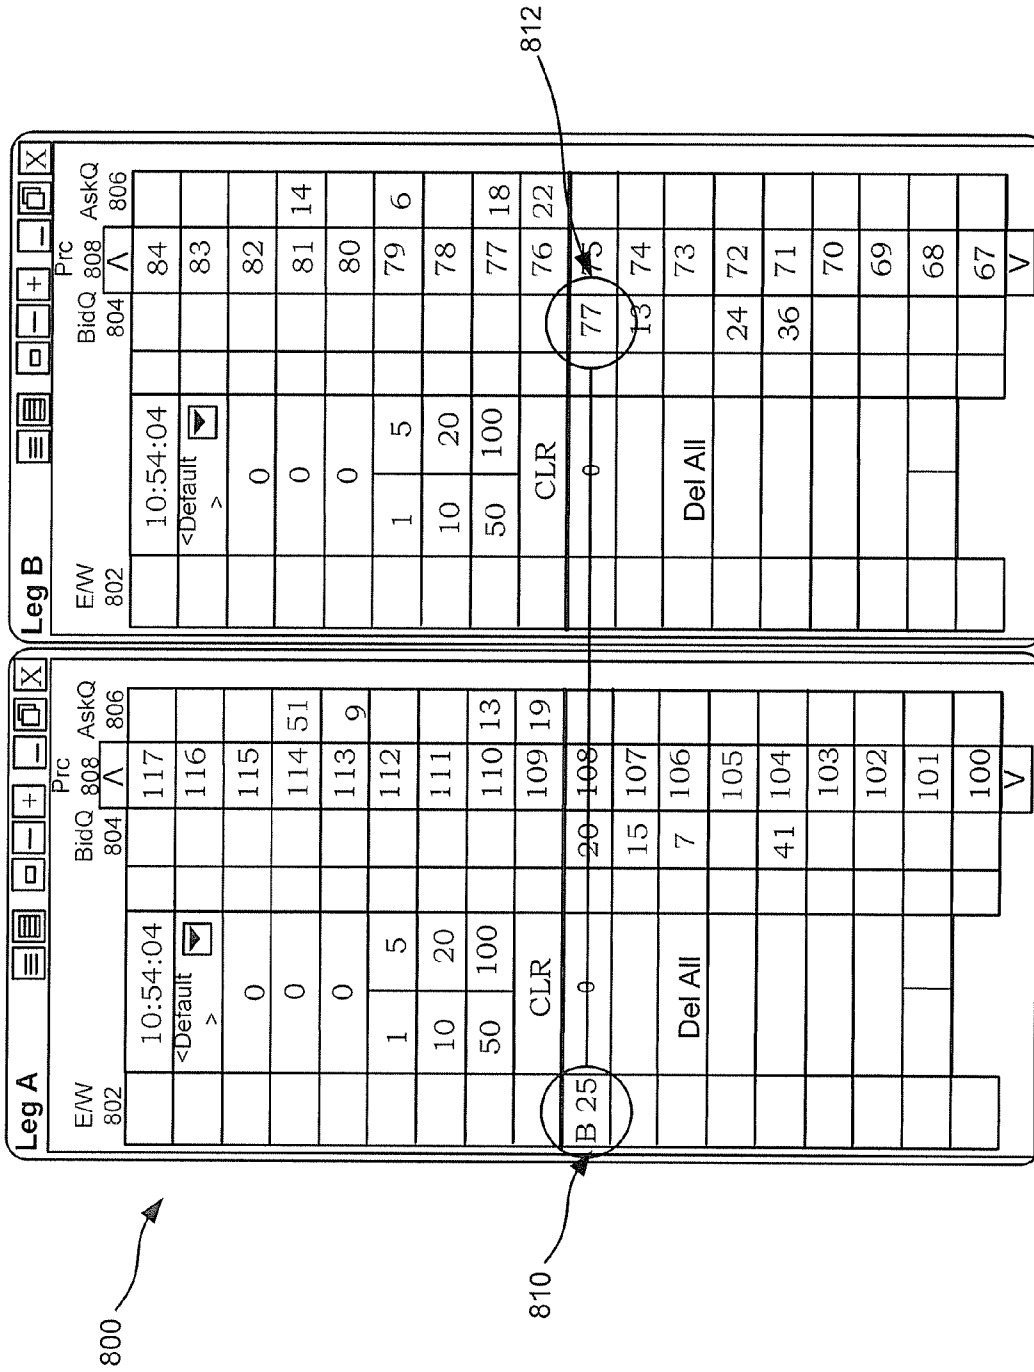 800
Leg A
X
E/W BidQ Prc AskQ
802 804 808 806
10:54:04 117
<Default 116
>
0 115
0 114 51
0 113 9
1 5 112
10 20 111
50 100 110 13
CLR 109 19
B 25 0 20 108
15 107
Del All 7 106
105
41 104
103
102
101
100
810
Leg B
X
E/W BidQ Prc AskQ
802 804 808 806
10:54:04 84
<Default 83
>
0 82
0 81 14
0 80
1 5 79 6
10 20 78
50 100 77 18
CLR 76 22
0 77 75
13 74
Del All 73
24 72
36 71
70
69
68
67
812